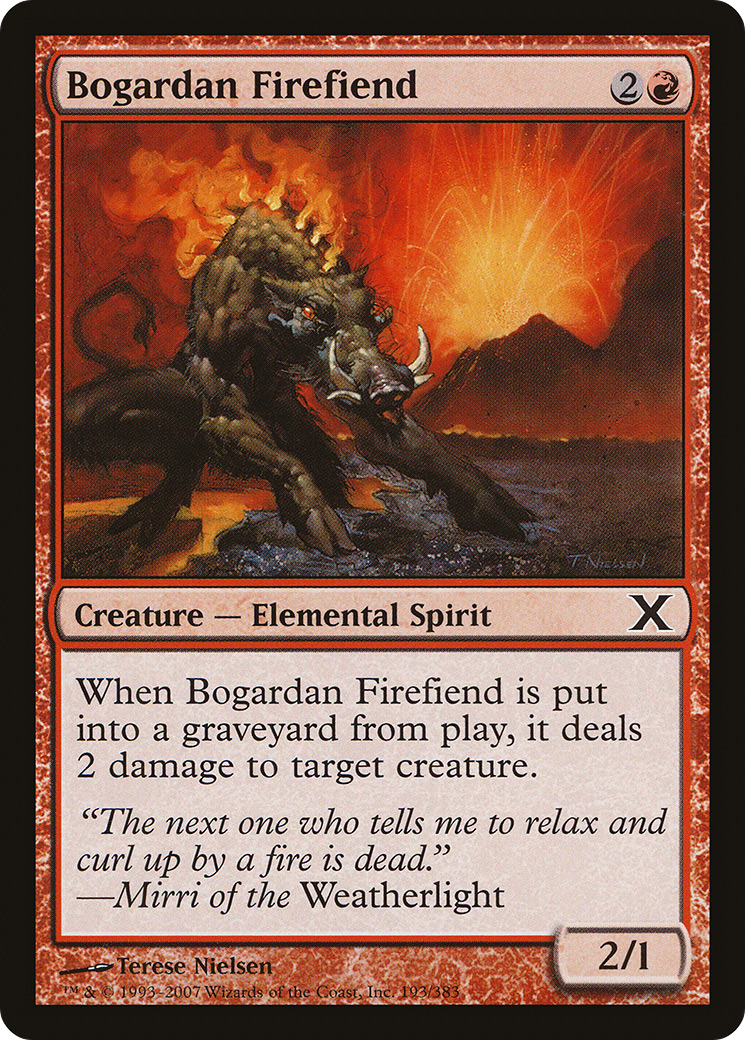 Bogardan Firefiend 2
T. NIELSEN
Creature — Elemental Spirit X
When Bogardan Firefiend is put
into a graveyard from play, it deals
2 damage to target creature.
“The next one who tells me to relax and
curl up by a fire is dead.”
—Mirri of the Weatherlight
2/1
Terese Nielsen
™ & © 1993–2007 Wizards of the Coast, Inc. 193/383